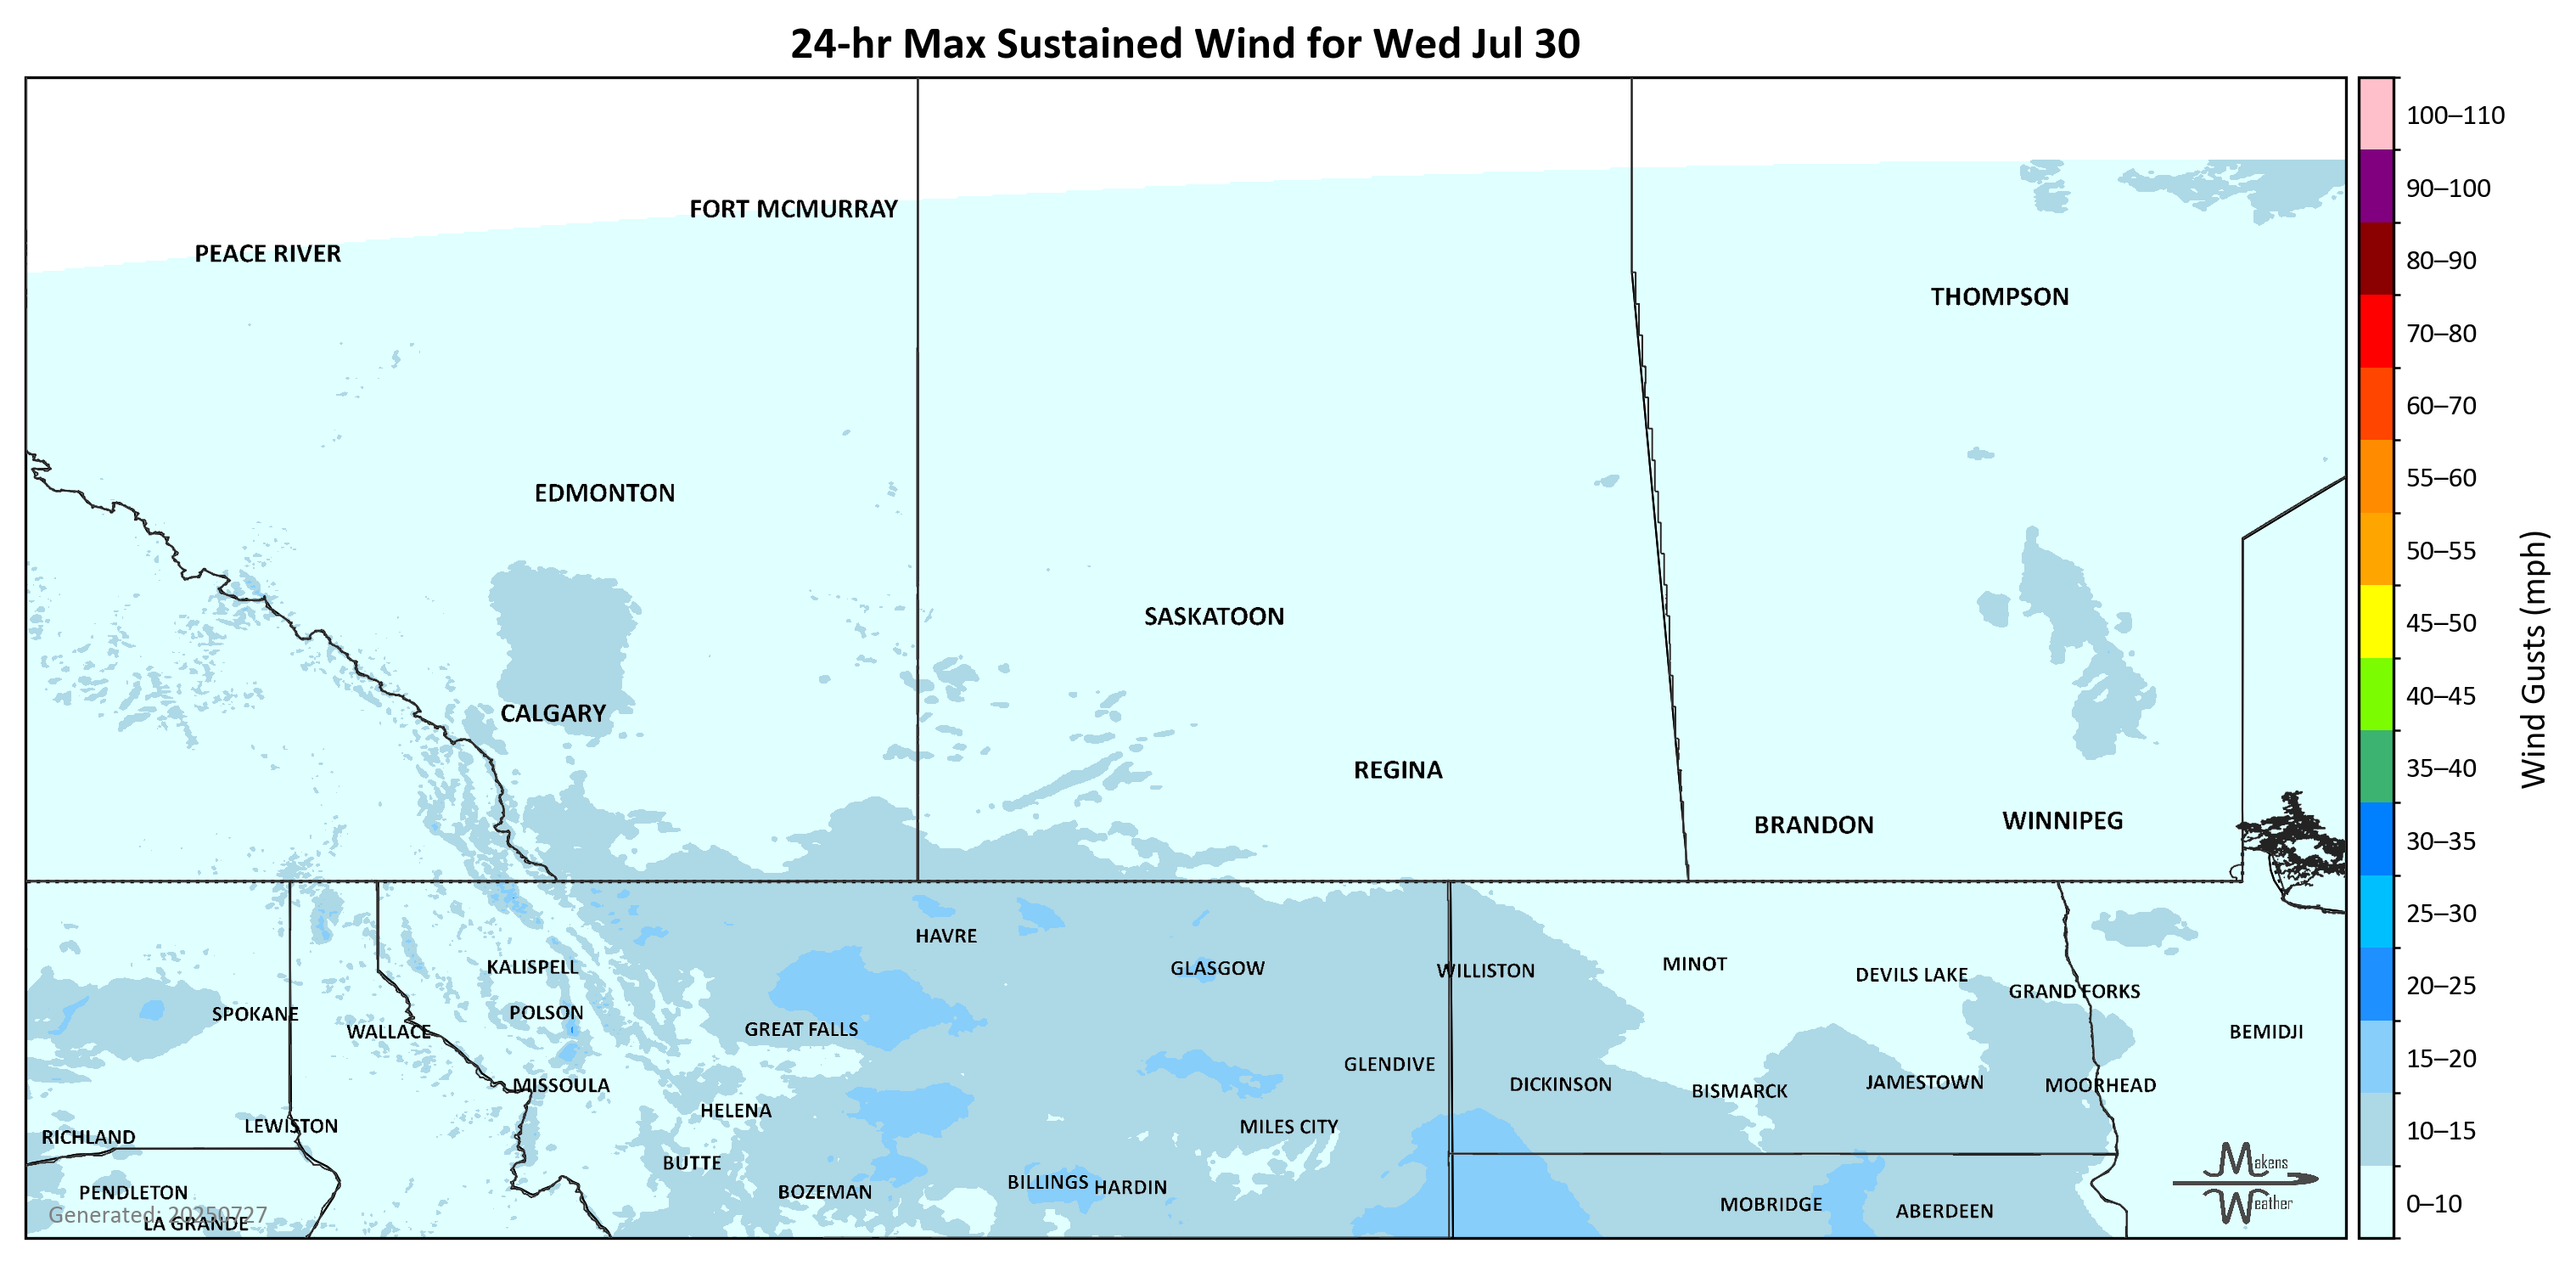 24-hr Max Sustained Wind for Wed Jul 30
100–110
90–100
FORT MCMURRAY
PEACE RIVER
80–90
THOMPSON
70–80
60–70
55–60
EDMONTON
50–55
SASKATOON
45–50
Wind Gusts (mph)
CALGARY
40–45
REGINA
35–40
BRANDON
WINNIPEG
30–35
25–30
HAVRE
KALISPELL
GLASGOW
WILLISTON
MINOT
DEVILS LAKE
20–25
GRAND FORKS
SPOKANE
POLSON
WALLACE
GREAT FALLS
BEMIDJI
15–20
GLENDIVE
MISSOULA
DICKINSON
BISMARCK
JAMESTOWN
MOORHEAD
HELENA
LEWISTON
MILES CITY
10–15
RICHLAND
BUTTE
Makens
Weather
PENDLETON
BOZEMAN
BILLINGS
HARDIN
MOBRIDGE
ABERDEEN
0–10
Generated: 20250727
LA GRANDE